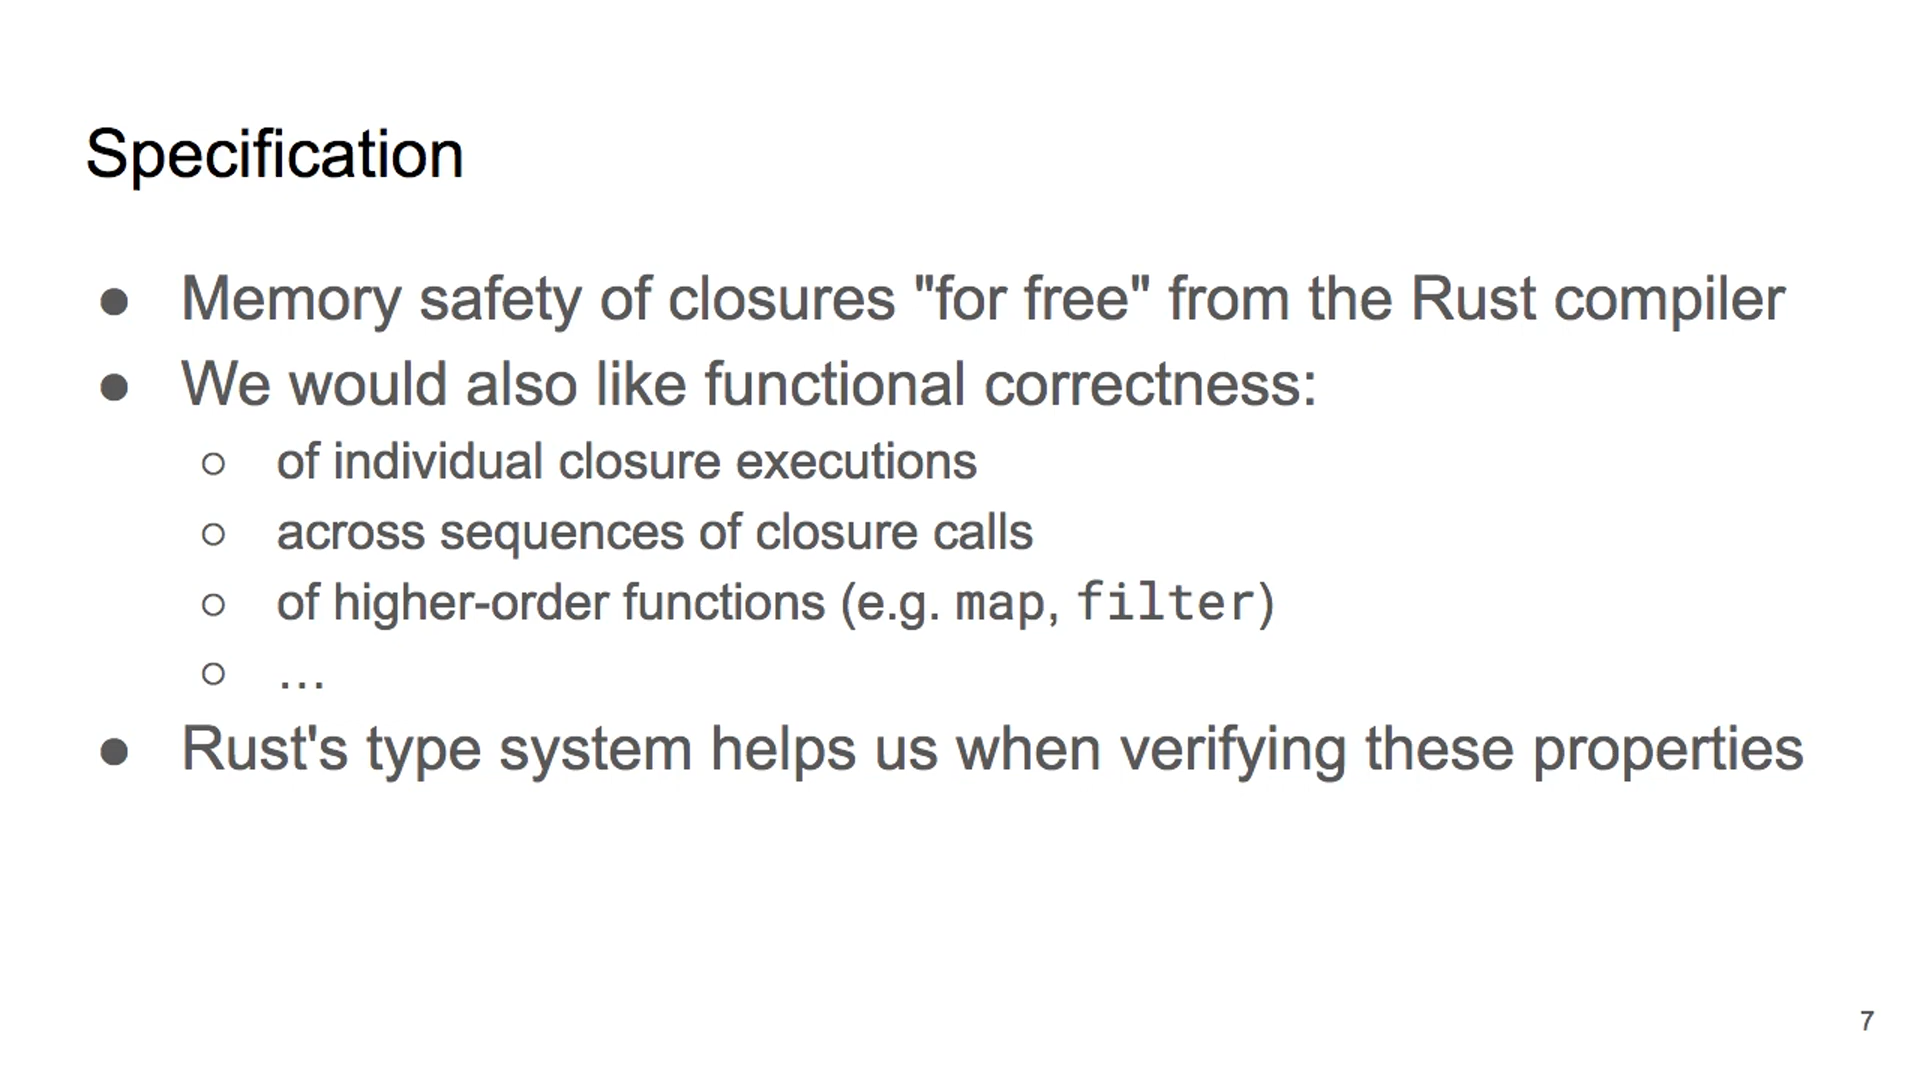 Specification
● Memory safety of closures "for free" from the Rust compiler
● We would also like functional correctness:
○ of individual closure executions
○ across sequences of closure calls
○ of higher-order functions (e.g. map, filter)
○ …
● Rust's type system helps us when verifying these properties
7